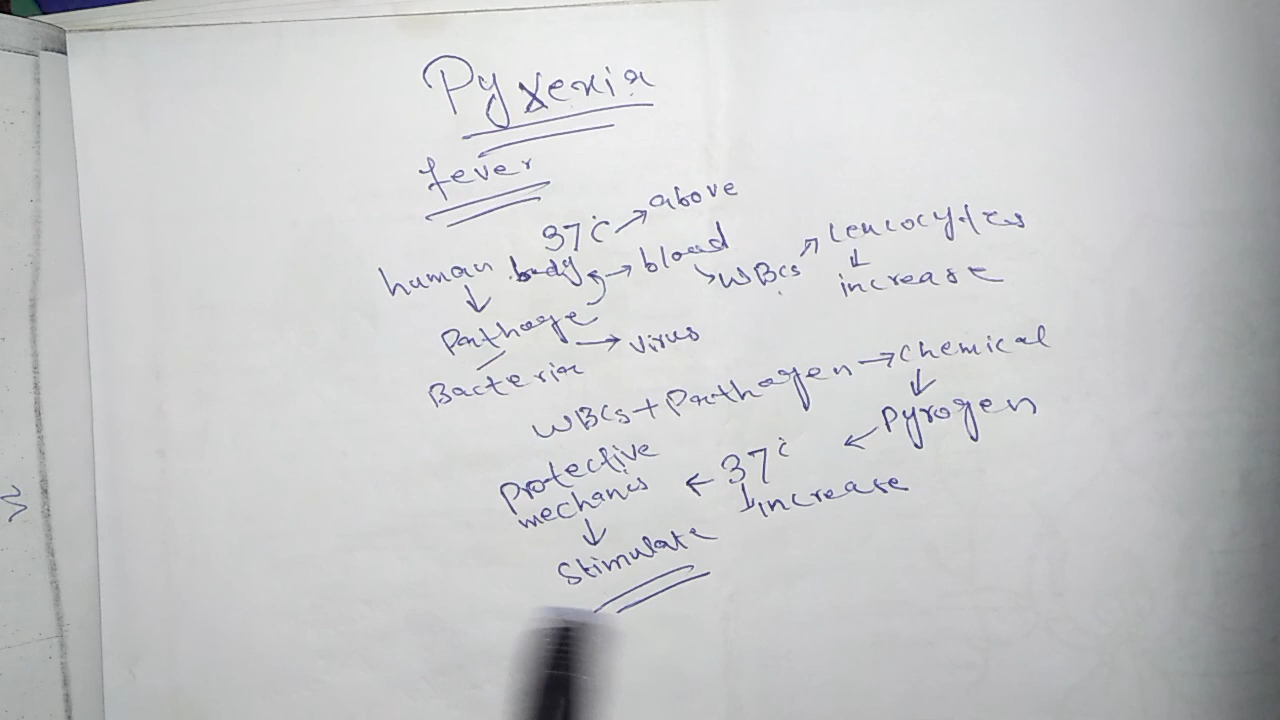 Pyrexia
fever
37°C → above
human body → blood → WBCs → Leucocytes
↓ ↓ increase
Pathoge → virus
Bacteria
WBCs + Pathogen → Chemical
↓
Protective ← 37°C ← Pyrogen
mechanis ↓ increase
↓
Stimulate